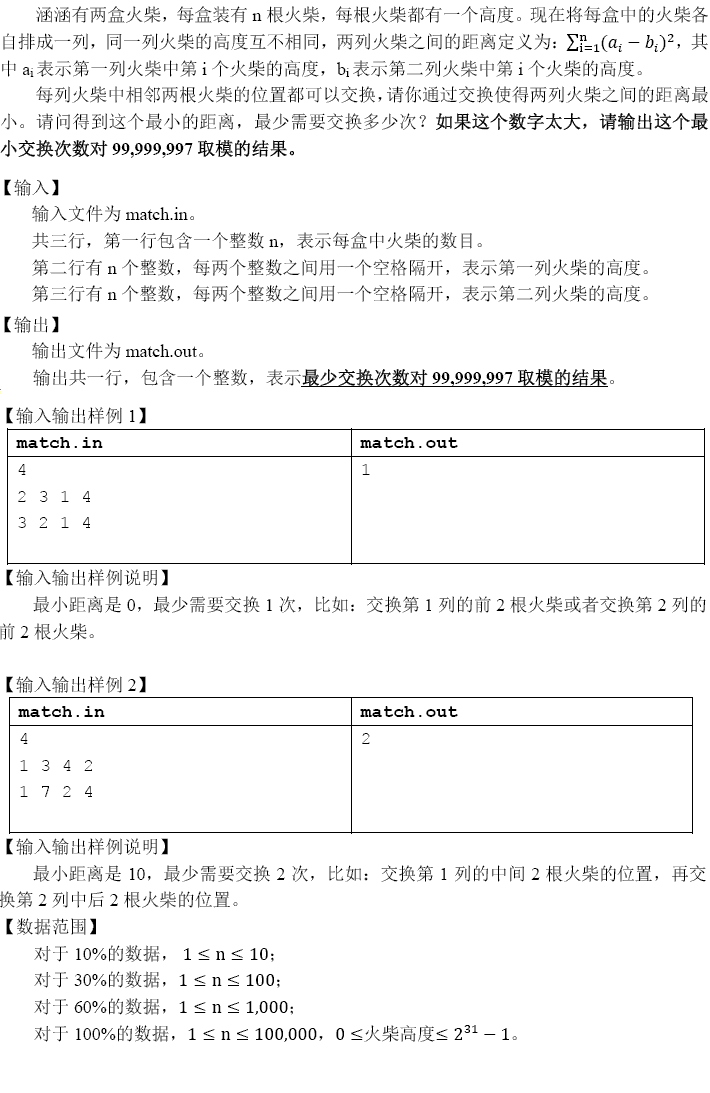 涵涵有两盒火柴，每盒装有 n 根火柴，每根火柴都有一个高度。现在将每盒中的火柴各
自排成一列，同一列火柴的高度互不相同，两列火柴之间的距离定义为：∑ⁿᵢ₌₁(aᵢ − bᵢ)²，其
中 aᵢ表示第一列火柴中第 i 个火柴的高度，bᵢ表示第二列火柴中第 i 个火柴的高度。
每列火柴中相邻两根火柴的位置都可以交换，请你通过交换使得两列火柴之间的距离最
小。请问得到这个最小的距离，最少需要交换多少次？如果这个数字太大，请输出这个最
小交换次数对 99,999,997 取模的结果。
【输入】
输入文件为 match.in。
共三行，第一行包含一个整数 n，表示每盒中火柴的数目。
第二行有 n 个整数，每两个整数之间用一个空格隔开，表示第一列火柴的高度。
第三行有 n 个整数，每两个整数之间用一个空格隔开，表示第二列火柴的高度。
【输出】
输出文件为 match.out。
输出共一行，包含一个整数，表示最少交换次数对 99,999,997 取模的结果。
【输入输出样例 1】
match.in match.out
4 1
2 3 1 4
3 2 1 4
【输入输出样例说明】
最小距离是 0，最少需要交换 1 次，比如：交换第 1 列的前 2 根火柴或者交换第 2 列的
前 2 根火柴。
【输入输出样例 2】
match.in match.out
4 2
1 3 4 2
1 7 2 4
【输入输出样例说明】
最小距离是 10，最少需要交换 2 次，比如：交换第 1 列的中间 2 根火柴的位置，再交
换第 2 列中后 2 根火柴的位置。
【数据范围】
对于 10%的数据， 1 ≤ n ≤ 10；
对于 30%的数据，1 ≤ n ≤ 100；
对于 60%的数据，1 ≤ n ≤ 1,000；
对于 100%的数据，1 ≤ n ≤ 100,000，0 ≤火柴高度≤ 2³¹ − 1。